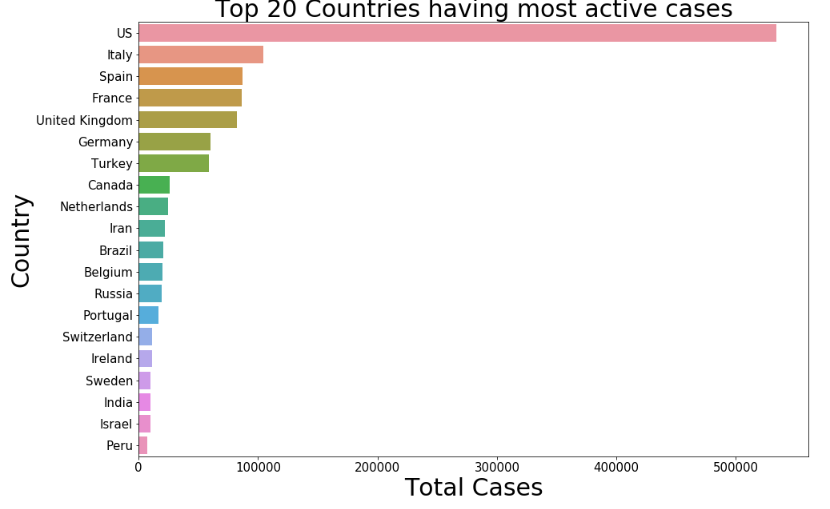 Top 20 Countries having most active cases
US
Italy
Spain
France
United Kingdom
Germany
Turkey
Canada
Netherlands
Iran
Brazil
Belgium
Russia
Portugal
Switzerland
Ireland
Sweden
India
Israel
Peru
Country
0 100000 200000 300000 400000 500000
Total Cases